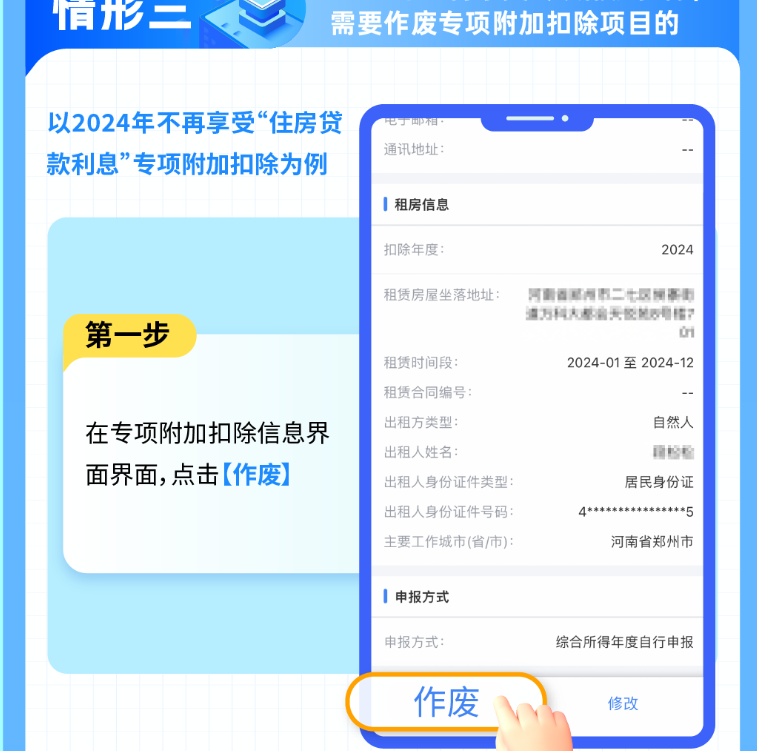 情形三
需要作废专项附加扣除项目的
以2024年不再享受“住房贷
款利息”专项附加扣除为例
第一步
在专项附加扣除信息界
面界面，点击【作废】
电子邮箱： --
通讯地址： --
租房信息
扣除年度： 2024
租赁房屋坐落地址：
01
租赁时间段： 2024-01 至 2024-12
租赁合同编号： --
出租方类型： 自然人
出租人姓名：
出租人身份证件类型： 居民身份证
出租人身份证件号码： 4****************5
主要工作城市(省/市)： 河南省郑州市
申报方式
申报方式： 综合所得年度自行申报
作废 修改